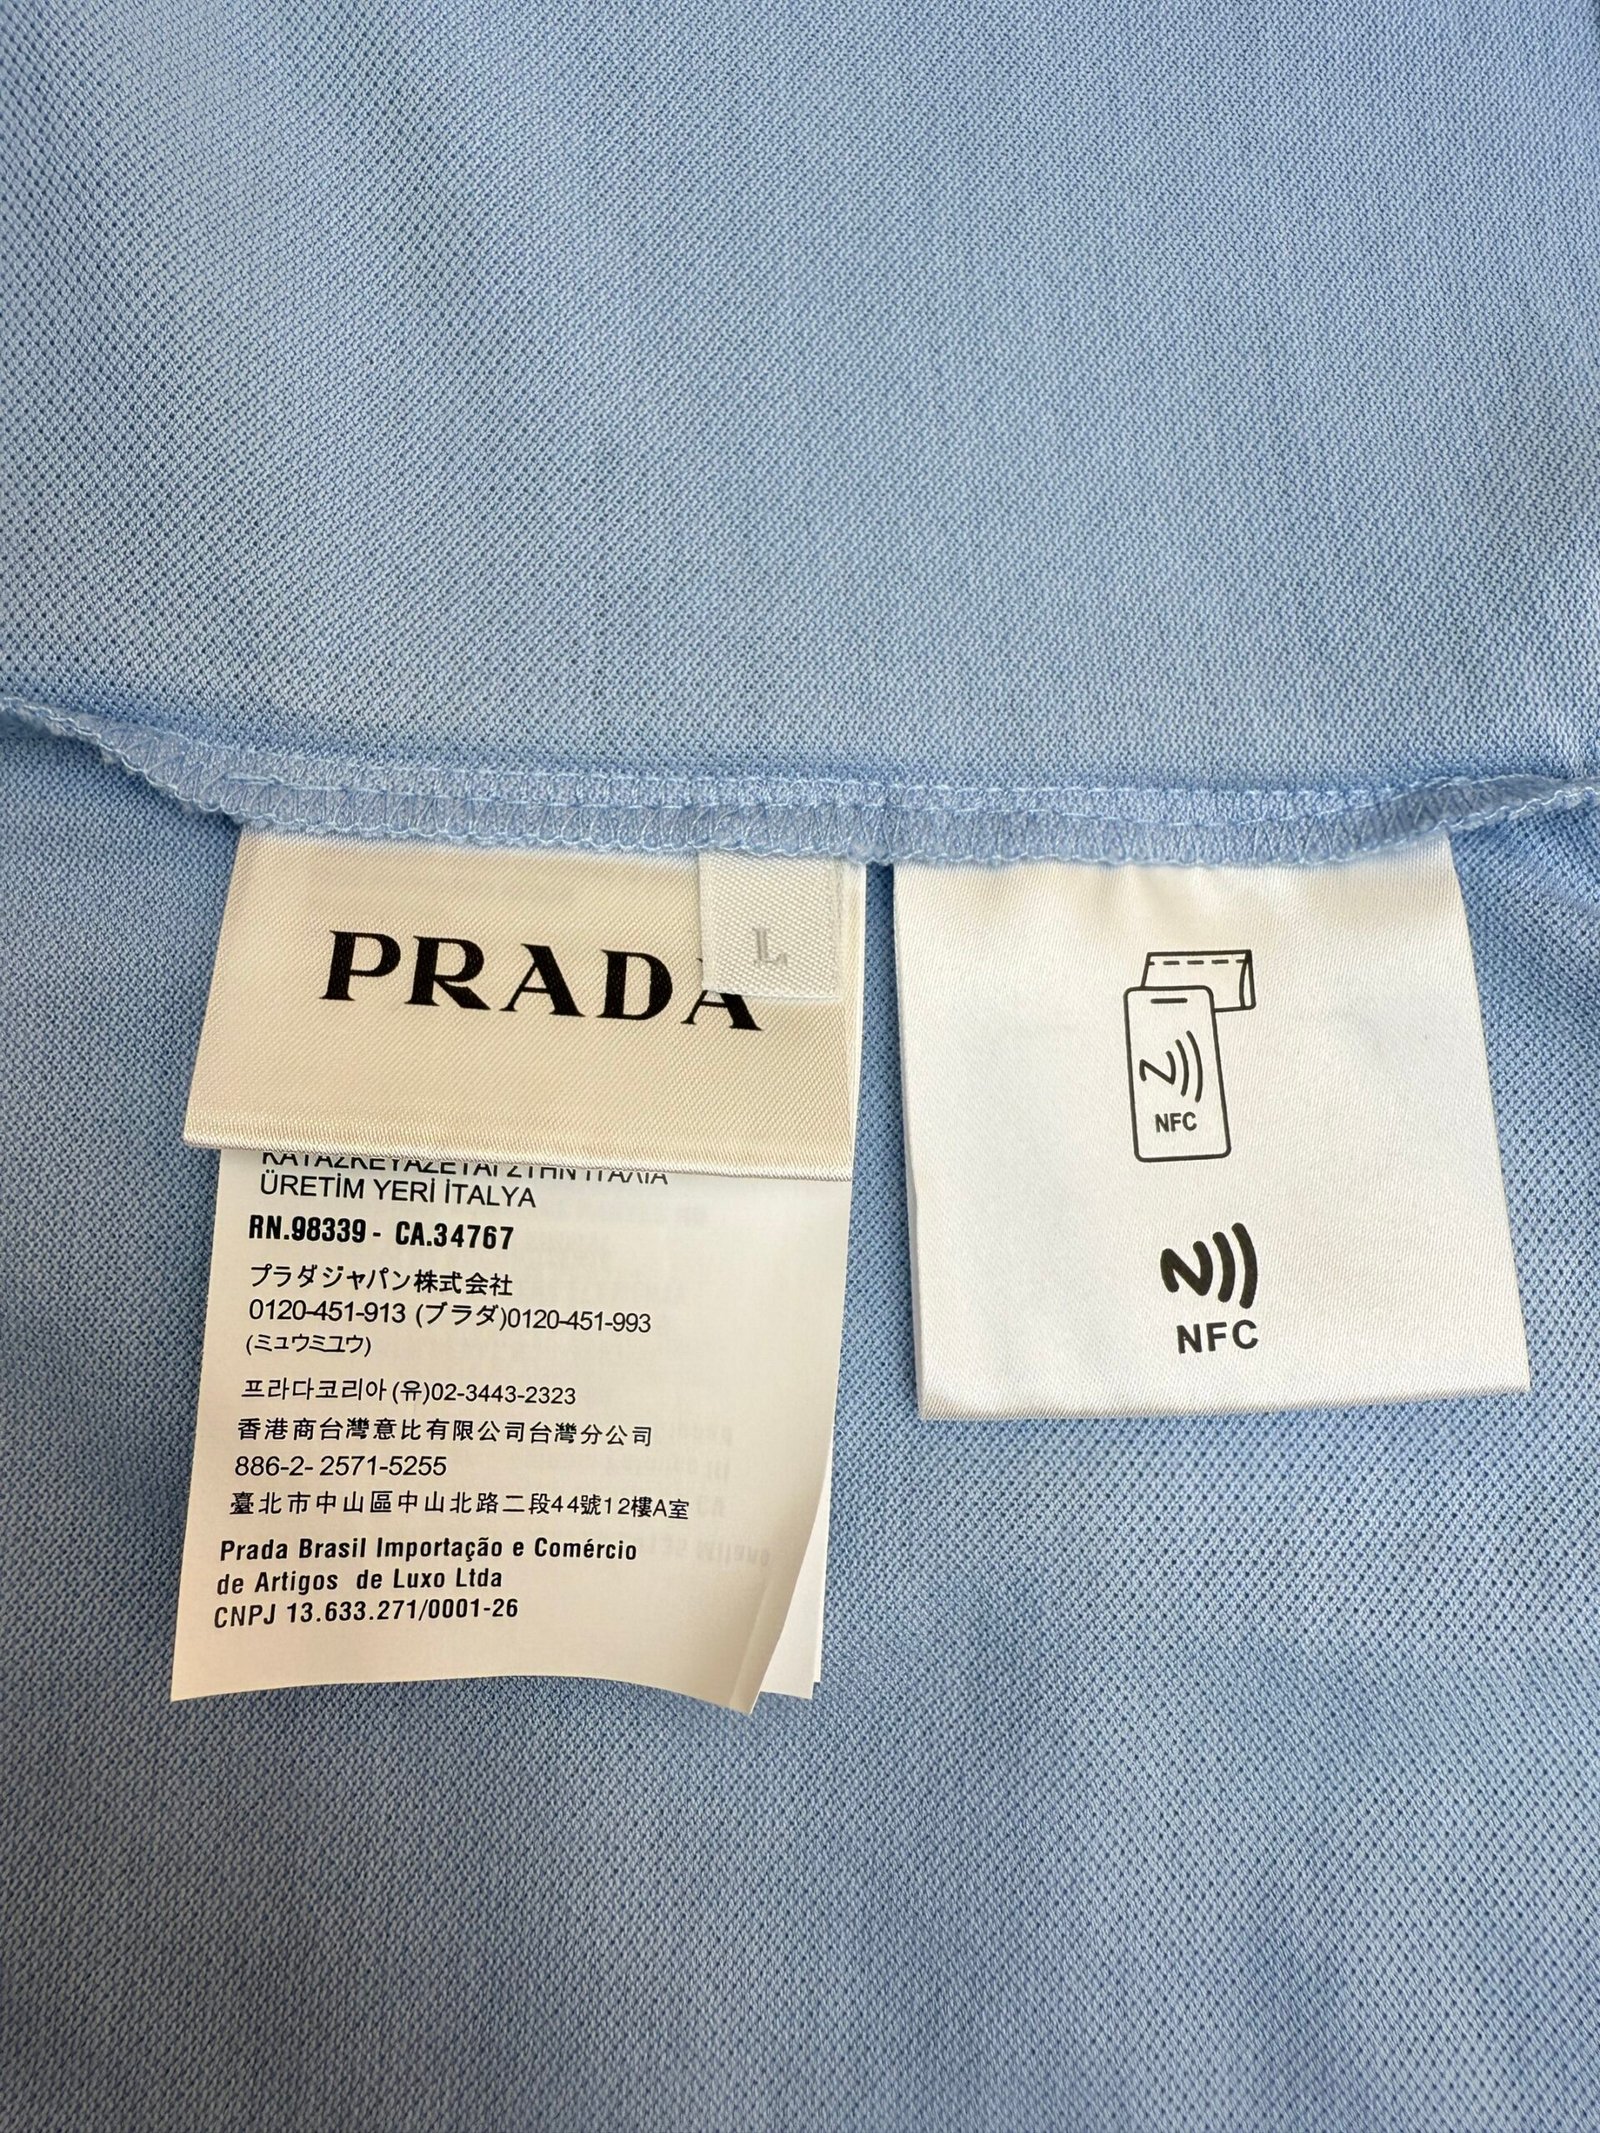 PRADA
L
ΚΑΤΑΣΚΕΥΑΖΕΤΑΙ ΣΤΗΝ ΙΤΑΛΙΑ
ÜRETİM YERİ İTALYA
RN.98339 - CA.34767
プラダジャパン株式会社
0120-451-913 (プラダ)0120-451-993
(ミュウミュウ)
프라다코리아(유)02-3443-2323
香港商台灣意比有限公司台灣分公司
886-2- 2571-5255
臺北市中山區中山北路二段44號12樓A室
Prada Brasil Importação e Comércio
de Artigos de Luxo Ltda
CNPJ 13.633.271/0001-26
NFC
NFC